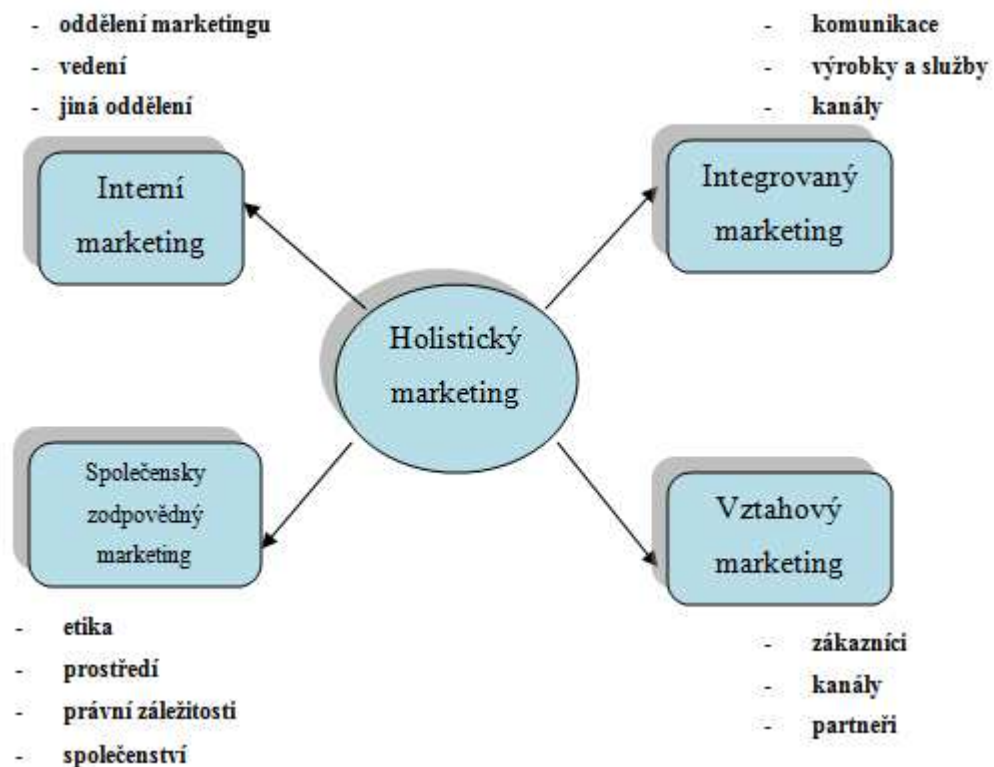 - oddělení marketingu
- vedení
- jiná oddělení
Interní
marketing
- komunikace
- výrobky a služby
- kanály
Integrovaný
marketing
Holistický
marketing
Společensky
zodpovědný
marketing
- etika
- prostředí
- právní záležitosti
- společenství
Vztahový
marketing
- zákazníci
- kanály
- partneři